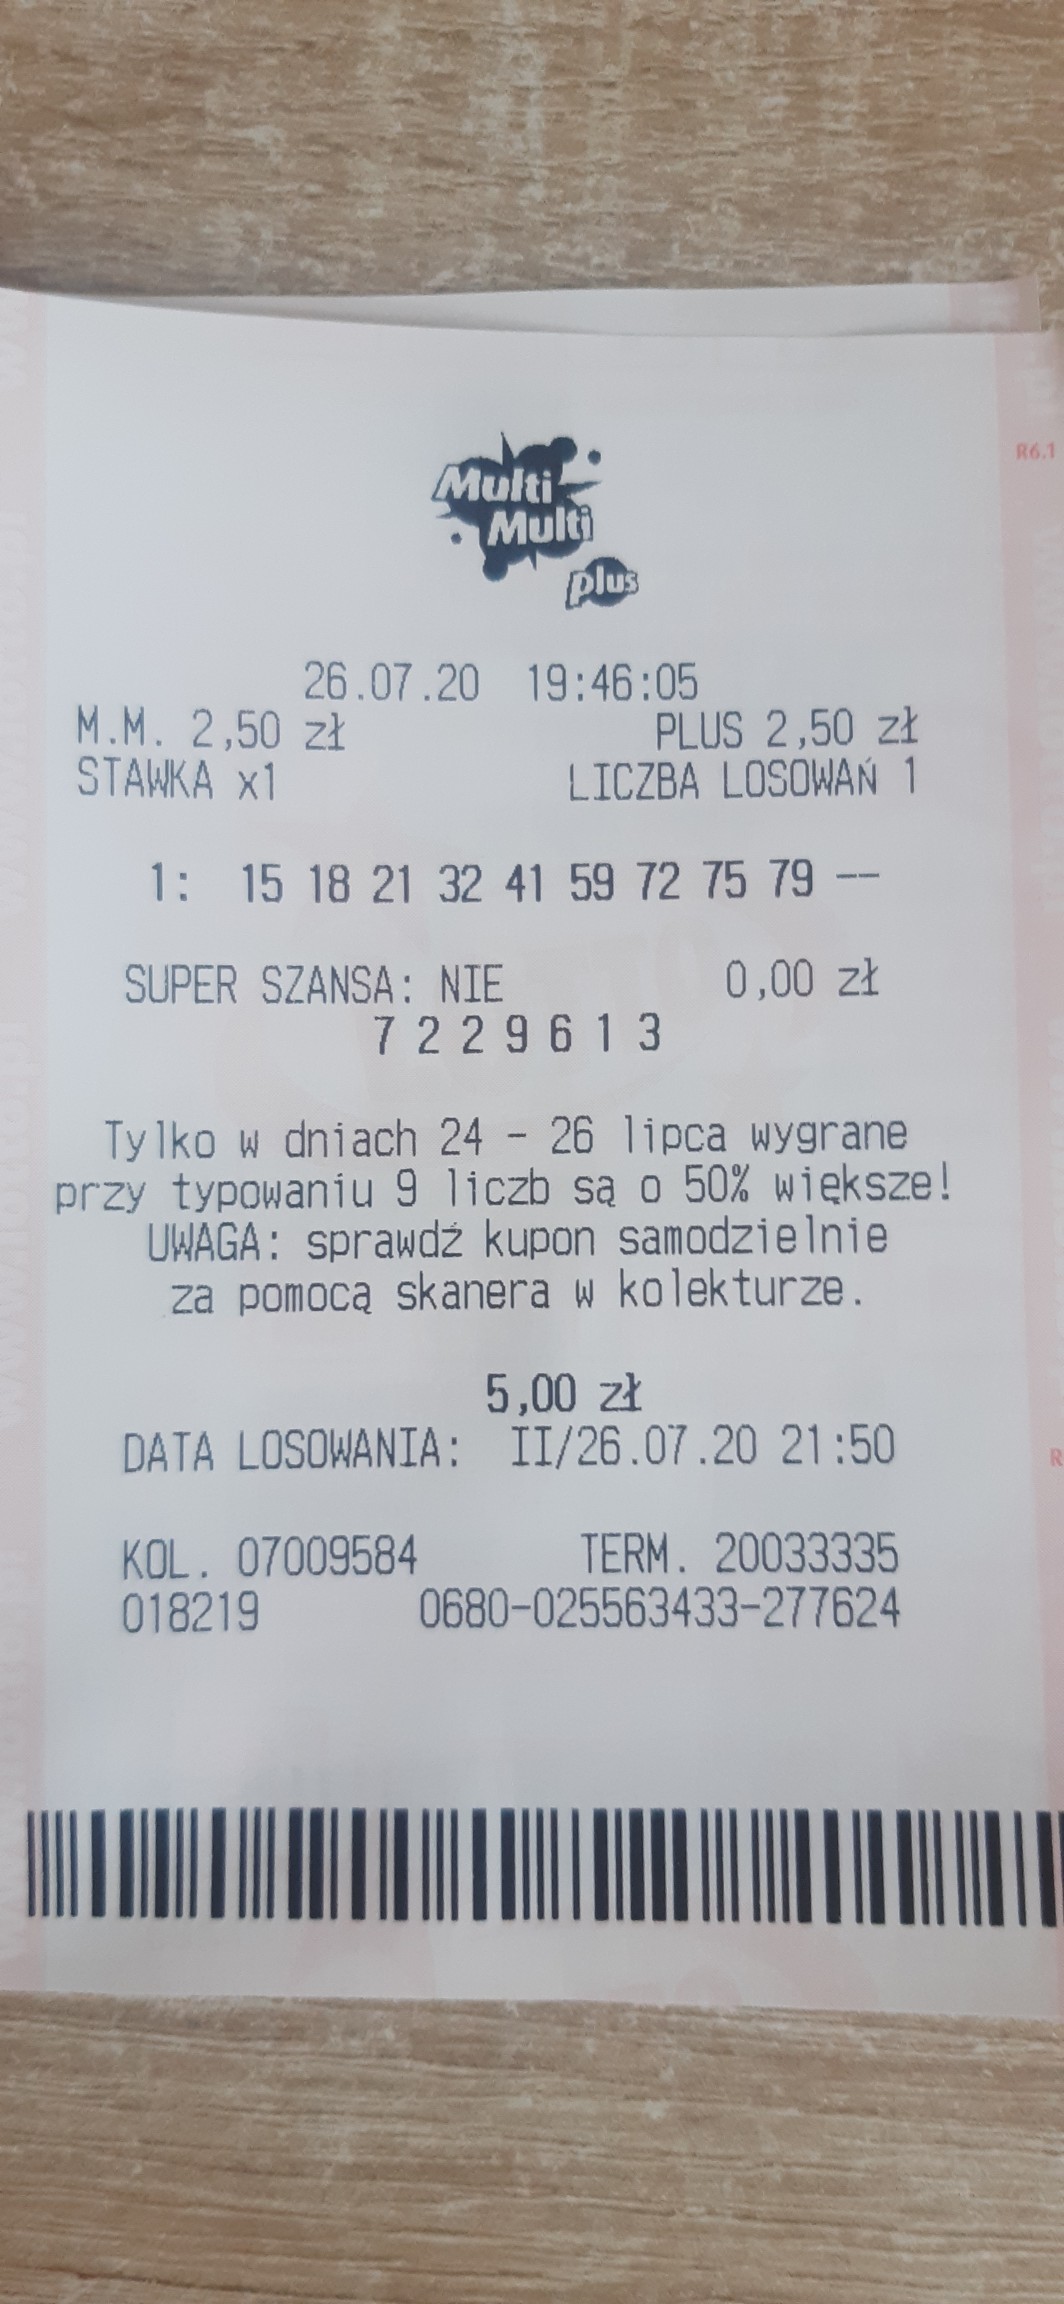 Multi
Multi
plus
R6.1
26.07.20 19:46:05
M.M. 2,50 zł PLUS 2,50 zł
STAWKA x1 LICZBA LOSOWAŃ 1
1: 15 18 21 32 41 59 72 75 79 --
SUPER SZANSA: NIE 0,00 zł
7 2 2 9 6 1 3
Tylko w dniach 24 - 26 lipca wygrane
przy typowaniu 9 liczb są o 50% większe!
UWAGA: sprawdź kupon samodzielnie
za pomocą skanera w kolekturze.
5,00 zł
DATA LOSOWANIA: II/26.07.20 21:50
KOL. 07009584 TERM. 20033335
018219 0680-025563433-277624